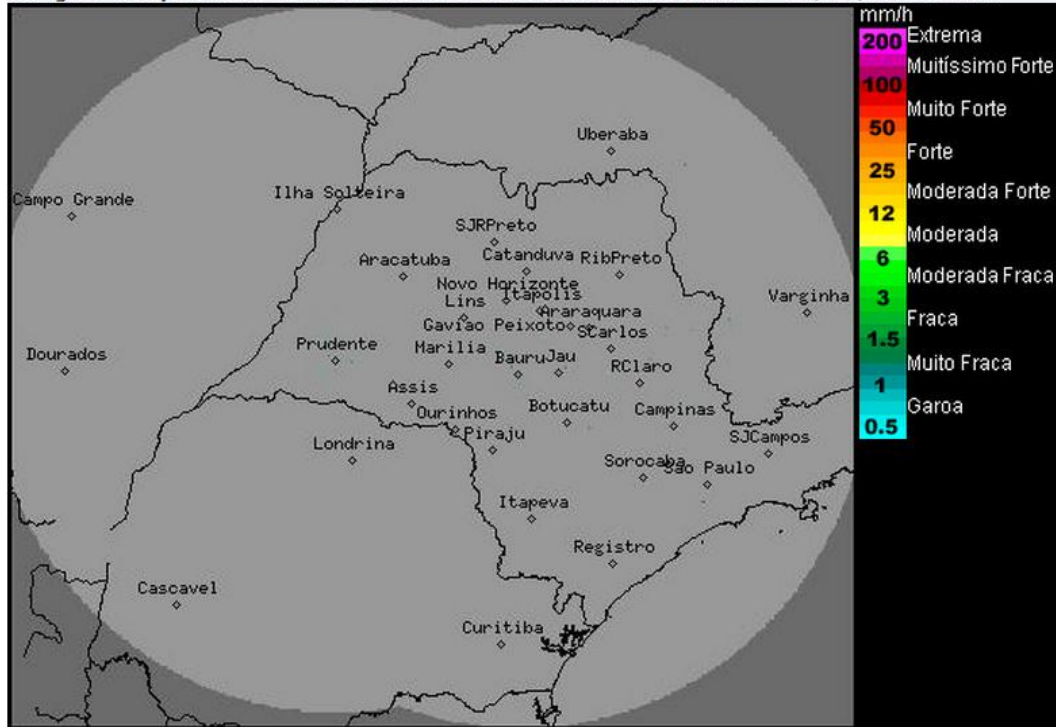 mm/h
200 Extrema
Muitíssimo Forte
100
Muito Forte
50
Forte
25
Moderada Forte
12
Moderada
6
Moderada Fraca
3
Fraca
1.5
Muito Fraca
1
Garoa
0.5
Uberaba
Campo Grande
Ilha Solteira
SJRPreto
Catanduva
RibPreto
Aracatuba
Novo Horizonte
Itapolis
Lins
Araraquara
Varginha
Gaviao Peixoto
SCarlos
Prudente
Marilia
Bauru
Jau
Dourados
RClaro
Assis
Ourinhos
Botucatu
Campinas
Piraju
Londrina
SJCampos
Sorocaba
Sao Paulo
Itapeva
Registro
Cascavel
Curitiba